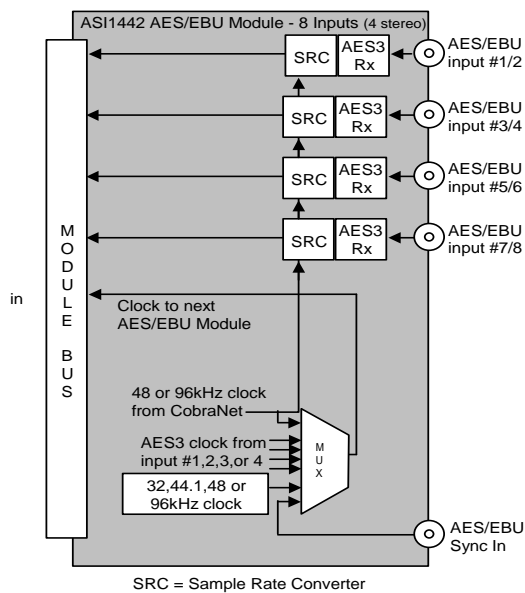 ASI1442 AES/EBU Module - 8 Inputs (4 stereo)
SRC
AES3
Rx
AES/EBU
input #1/2
SRC
AES3
Rx
AES/EBU
input #3/4
SRC
AES3
Rx
AES/EBU
input #5/6
SRC
AES3
Rx
AES/EBU
input #7/8
in
MODULE BUS
Clock to next
AES/EBU Module
48 or 96kHz clock
from CobraNet
AES3 clock from
input #1,2,3,or 4
32,44.1,48 or
96kHz clock
MUX
AES/EBU
Sync In
SRC = Sample Rate Converter